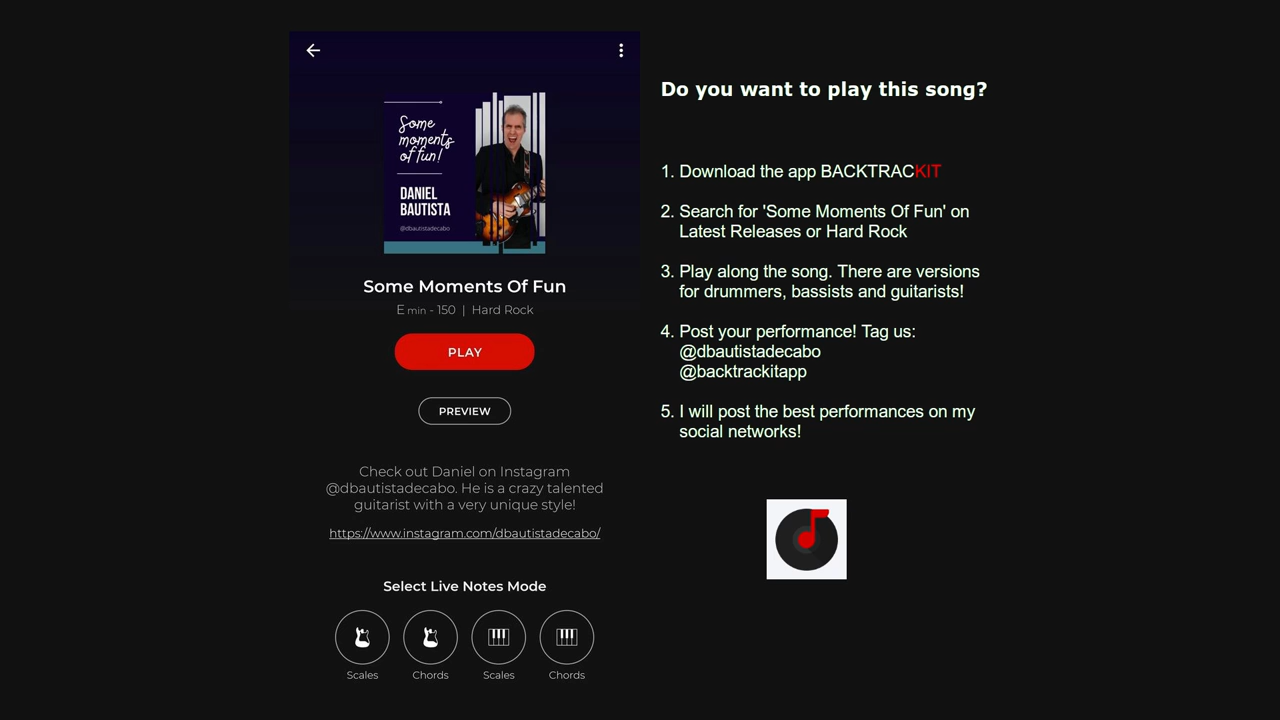 Some
moments
of fun!
DANIEL
BAUTISTA
@dbautistadecabo
Some Moments Of Fun
E min - 150 | Hard Rock
PLAY
PREVIEW
Check out Daniel on Instagram
@dbautistadecabo. He is a crazy talented
guitarist with a very unique style!
https://www.instagram.com/dbautistadecabo/
Select Live Notes Mode
Scales
Chords
Scales
Chords
Do you want to play this song?
1. Download the app BACKTRACKIT
2. Search for 'Some Moments Of Fun' on
Latest Releases or Hard Rock
3. Play along the song. There are versions
for drummers, bassists and guitarists!
4. Post your performance! Tag us:
@dbautistadecabo
@backtrackitapp
5. I will post the best performances on my
social networks!